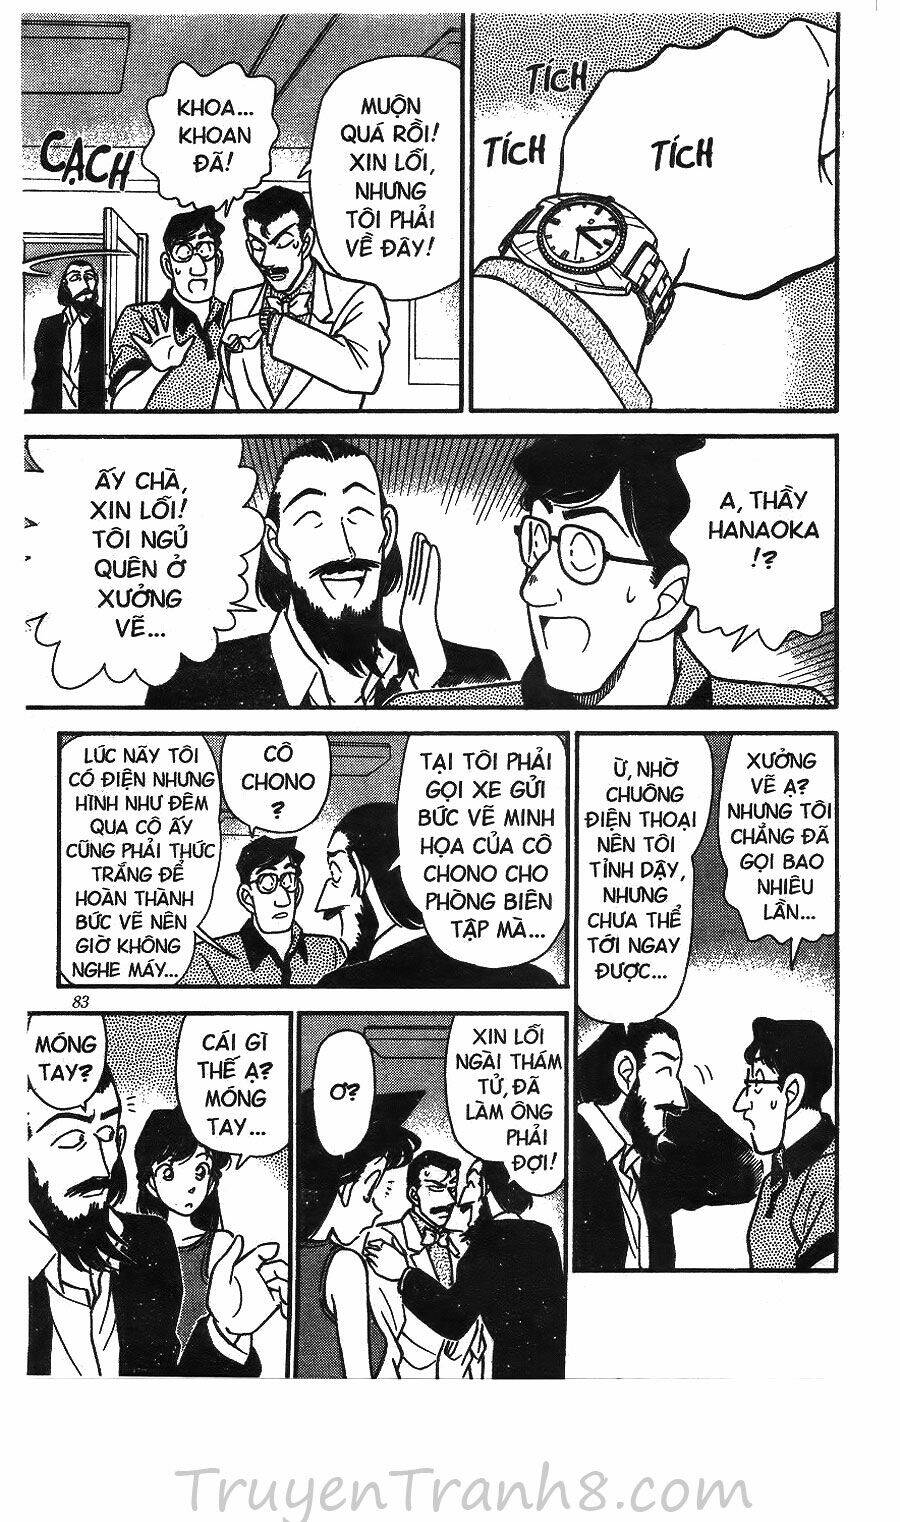 TÍCH
TÍCH
TÍCH
MUỘN
QUÁ RỒI!
XIN LỖI,
NHƯNG
TÔI PHẢI
VỀ ĐÂY!
KHOA...
KHOAN
ĐÃ!
CẠCH
A, THẦY
HANAOKA
!?
ẤY CHÀ,
XIN LỖI!
TÔI NGỦ
QUÊN Ở
XƯỞNG
VẼ...
XƯỞNG
VẼ Ạ?
NHƯNG TÔI
CHẲNG ĐÃ
GỌI BAO
NHIÊU
LẦN...
Ừ, NHỜ
CHUÔNG
ĐIỆN THOẠI
NÊN TÔI
TỈNH DẬY,
NHƯNG
CHƯA THỂ
TỚI NGAY
ĐƯỢC...
TẠI TÔI PHẢI
GỌI XE GỬI
BỨC VẼ MINH
HỌA CỦA CÔ
CHONO CHO
PHÒNG BIÊN
TẬP MÀ...
CÔ
CHONO
?
LÚC NÃY TÔI
CÓ ĐIỆN NHƯNG
HÌNH NHƯ ĐÊM
QUA CÔ ẤY
CŨNG PHẢI THỨC
TRẮNG ĐỂ
HOÀN THÀNH
BỨC VẼ NÊN
GIỜ KHÔNG
NGHE MÁY...
XIN LỖI
NGÀI THÁM
TỬ, ĐÃ
LÀM ÔNG
PHẢI
ĐỢI!
Ơ?
CÁI GÌ
THẾ Ạ?
MÓNG
TAY...
MÓNG
TAY?
83
TruyenTranh8.com